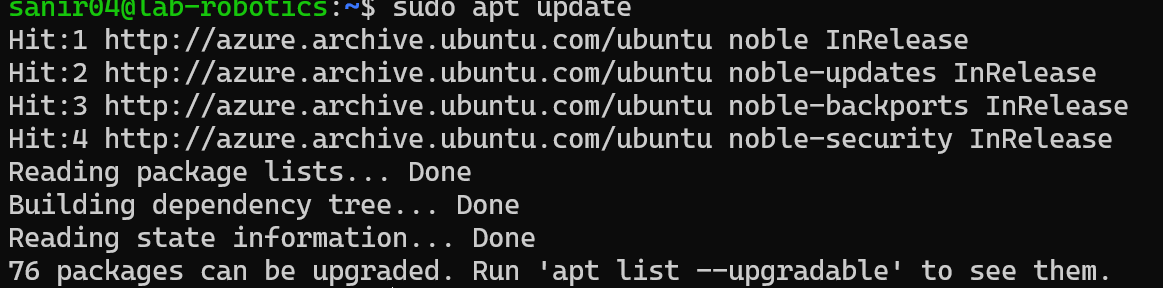 sanir04@lab-robotics:~$ sudo apt update
Hit:1 http://azure.archive.ubuntu.com/ubuntu noble InRelease
Hit:2 http://azure.archive.ubuntu.com/ubuntu noble-updates InRelease
Hit:3 http://azure.archive.ubuntu.com/ubuntu noble-backports InRelease
Hit:4 http://azure.archive.ubuntu.com/ubuntu noble-security InRelease
Reading package lists... Done
Building dependency tree... Done
Reading state information... Done
76 packages can be upgraded. Run 'apt list --upgradable' to see them.